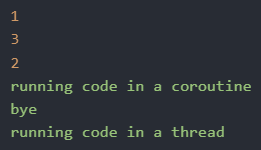 1
3
2
running code in a coroutine
bye
running code in a thread